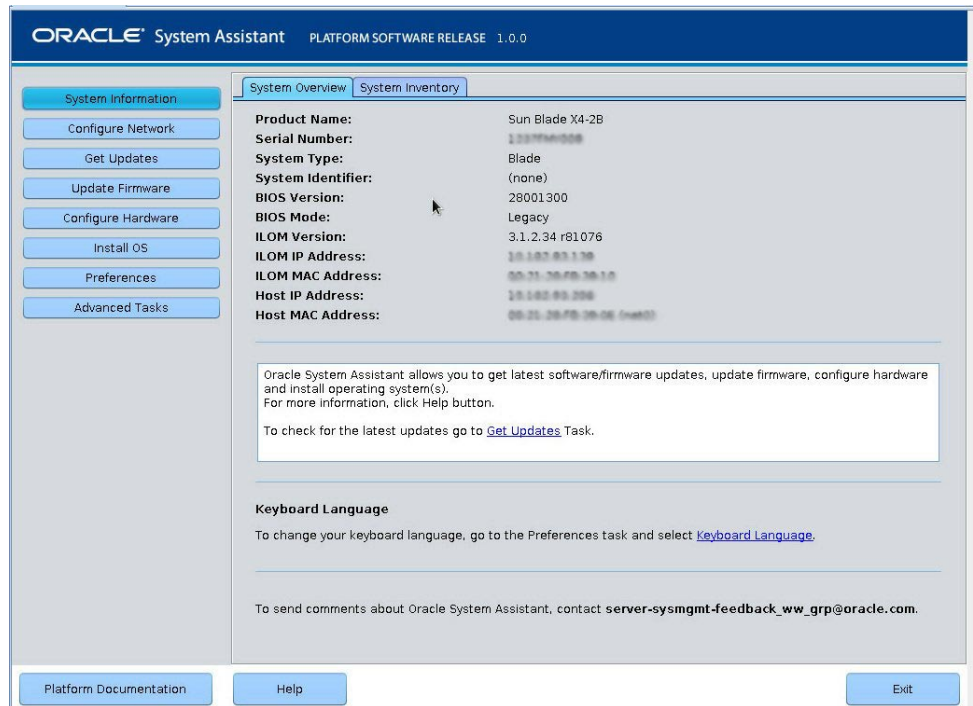 ORACLE System Assistant PLATFORM SOFTWARE RELEASE 1.0.0
System Information
Configure Network
Get Updates
Update Firmware
Configure Hardware
Install OS
Preferences
Advanced Tasks
System Overview System Inventory
Product Name: Sun Blade X4-2B
Serial Number:
System Type: Blade
System Identifier: (none)
BIOS Version: 28001300
BIOS Mode: Legacy
ILOM Version: 3.1.2.34 r81076
ILOM IP Address:
ILOM MAC Address:
Host IP Address:
Host MAC Address:
Oracle System Assistant allows you to get latest software/firmware updates, update firmware, configure hardware
and install operating system(s).
For more information, click Help button.
To check for the latest updates go to Get Updates Task.
Keyboard Language
To change your keyboard language, go to the Preferences task and select Keyboard Language.
To send comments about Oracle System Assistant, contact server-sysmgmt-feedback_ww_grp@oracle.com.
Platform Documentation Help Exit